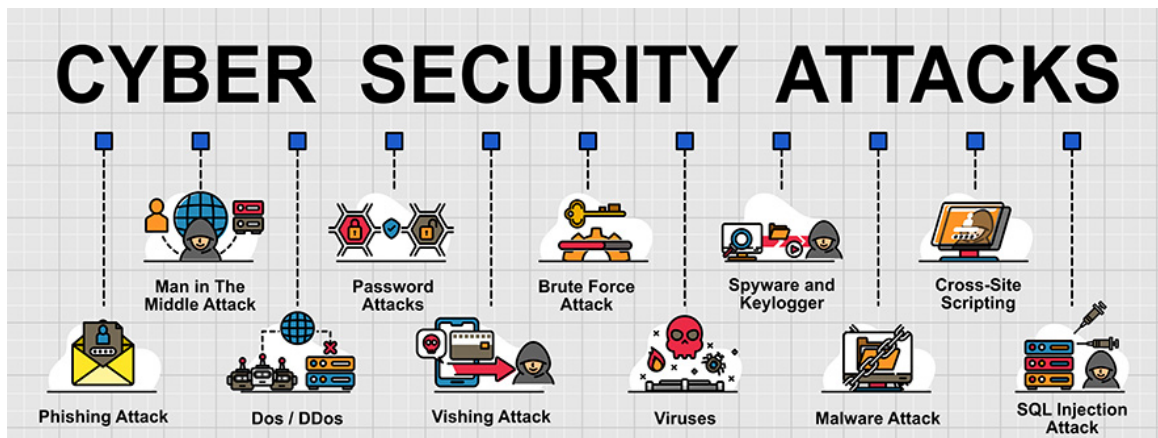 CYBER SECURITY ATTACKS
Man in The
Middle Attack
Password
Attacks
Brute Force
Attack
Spyware and
Keylogger
Cross-Site
Scripting
Phishing Attack
Dos / DDos
Vishing Attack
Viruses
Malware Attack
SQL Injection
Attack